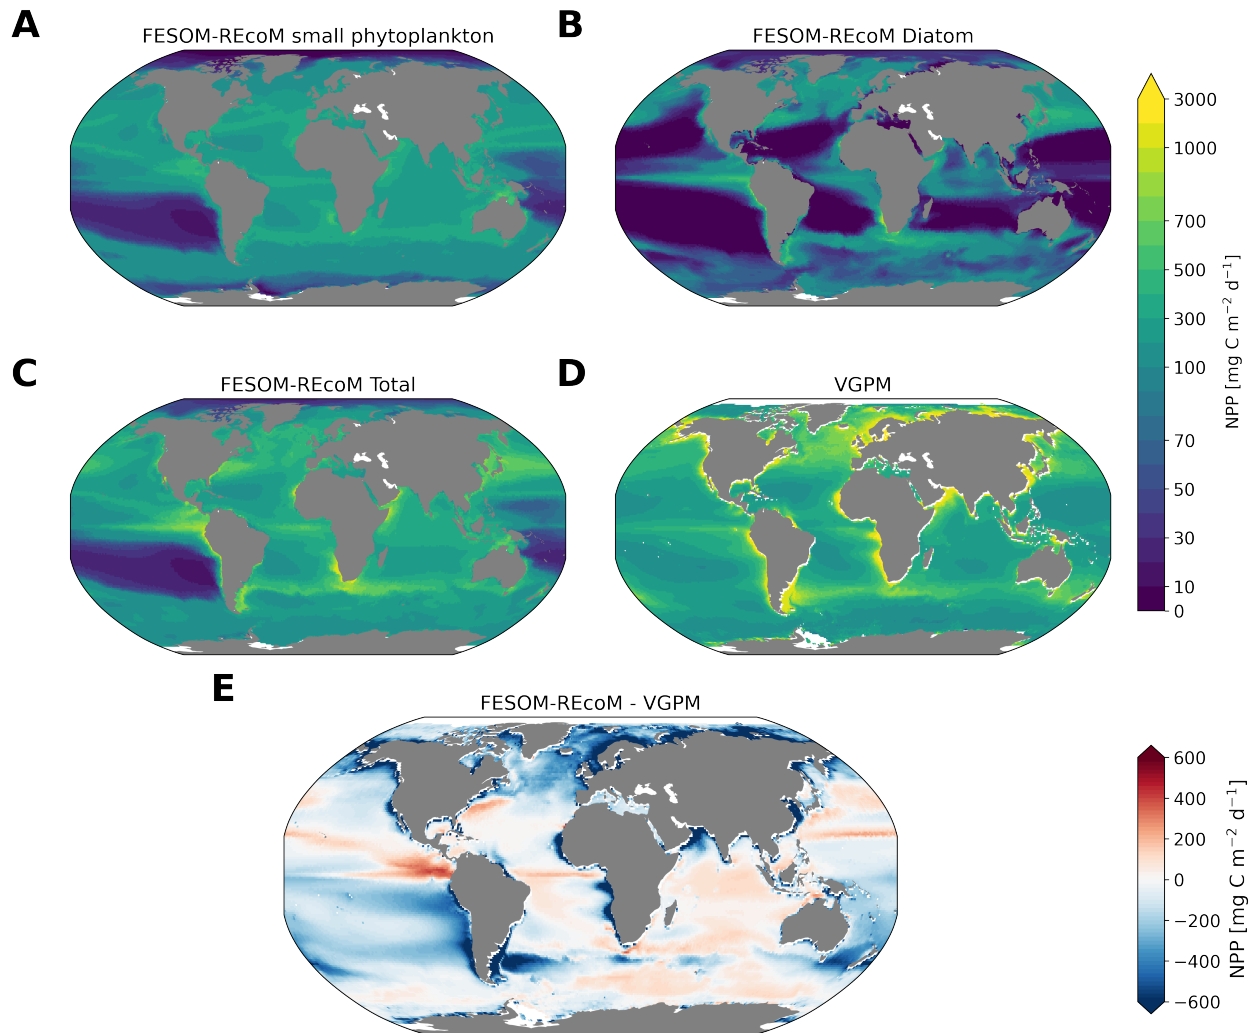 A
FESOM-REcoM small phytoplankton
B
FESOM-REcoM Diatom
C
FESOM-REcoM Total
D
VGPM
3000
1000
700
500
300
100
70
50
30
10
0
NPP [mg C m⁻² d⁻¹]
E
FESOM-REcoM - VGPM
600
400
200
0
−200
−400
−600
NPP [mg C m⁻² d⁻¹]